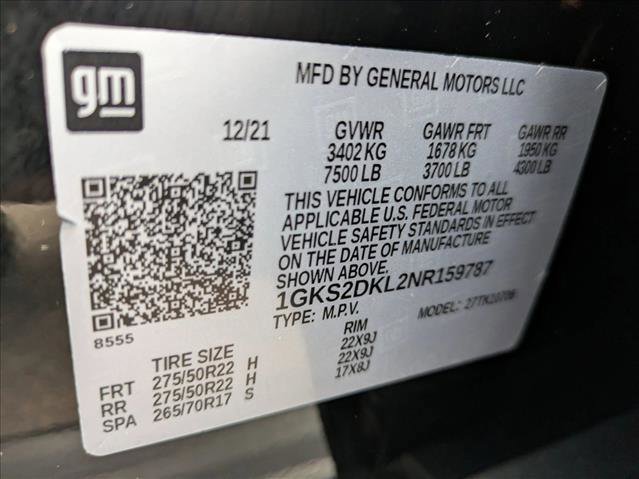 gm
MFD BY GENERAL MOTORS LLC
12/21 GVWR GAWR FRT GAWR RR
3402 KG 1678 KG 1950 KG
7500 LB 3700 LB 4300 LB
THIS VEHICLE CONFORMS TO ALL
APPLICABLE U.S. FEDERAL MOTOR
VEHICLE SAFETY STANDARDS IN EFFECT
ON THE DATE OF MANUFACTURE
SHOWN ABOVE.
1GKS2DKL2NR159787
TYPE: M.P.V. MODEL: 27TK10706
8555
TIRE SIZE RIM
FRT 275/50R22 H 22X9J
RR 275/50R22 H 22X9J
SPA 265/70R17 S 17X8J